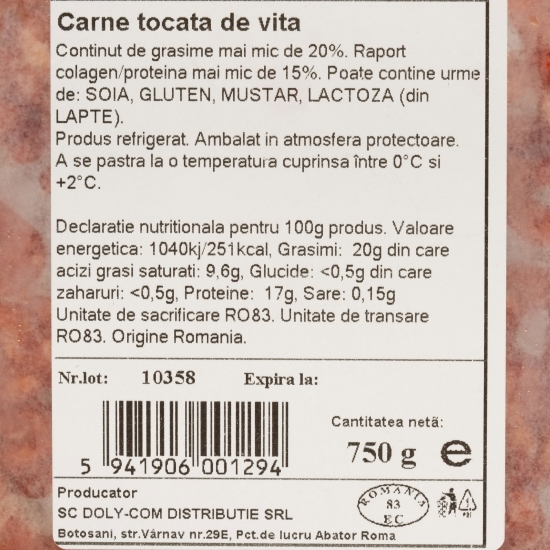 Carne tocata de vita
Continut de grasime mai mic de 20%. Raport
colagen/proteina mai mic de 15%. Poate contine urme
de: SOIA, GLUTEN, MUSTAR, LACTOZA (din
LAPTE).
Produs refrigerat. Ambalat in atmosfera protectoare.
A se pastra la o temperatura cuprinsa între 0°C si
+2°C.
Declaratie nutritionala pentru 100g produs. Valoare
energetica: 1040kj/251kcal, Grasimi: 20g din care
acizi grasi saturati: 9,6g, Glucide: <0,5g din care
zaharuri: <0,5g, Proteine: 17g, Sare: 0,15g
Unitate de sacrificare RO83. Unitate de transare
RO83. Origine Romania.
Nr.lot: 10358 Expira la:
Cantitatea netã:
750 g e
5 941906 001294
Producator
SC DOLY-COM DISTRIBUTIE SRL
Botosani, str.Vârnav nr.29E, Pct.de lucru Abator Roma
ROMANIA
83
EC